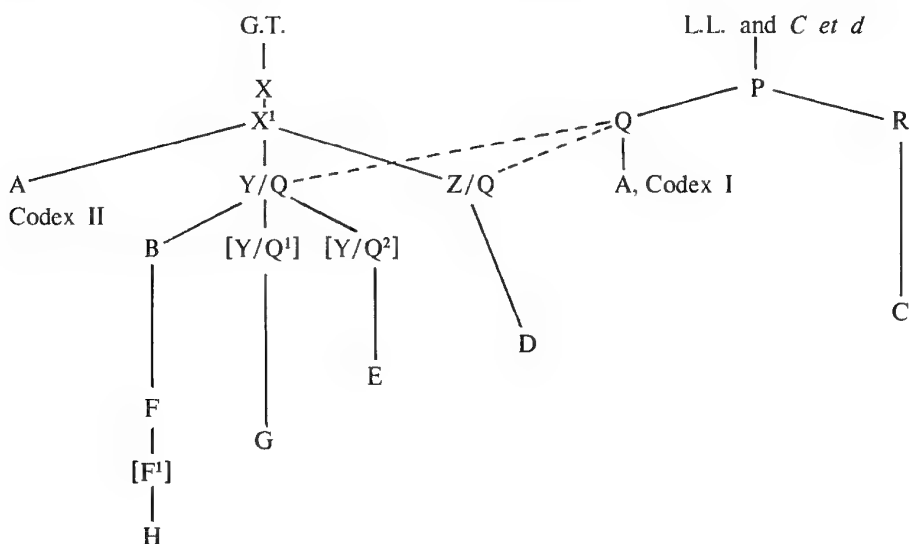 G.T. L.L. and C et d
X P
X¹ Q R
A Y/Q Z/Q A, Codex I
Codex II
B [Y/Q¹] [Y/Q²]
C
D
E
F
G
[F¹]
H